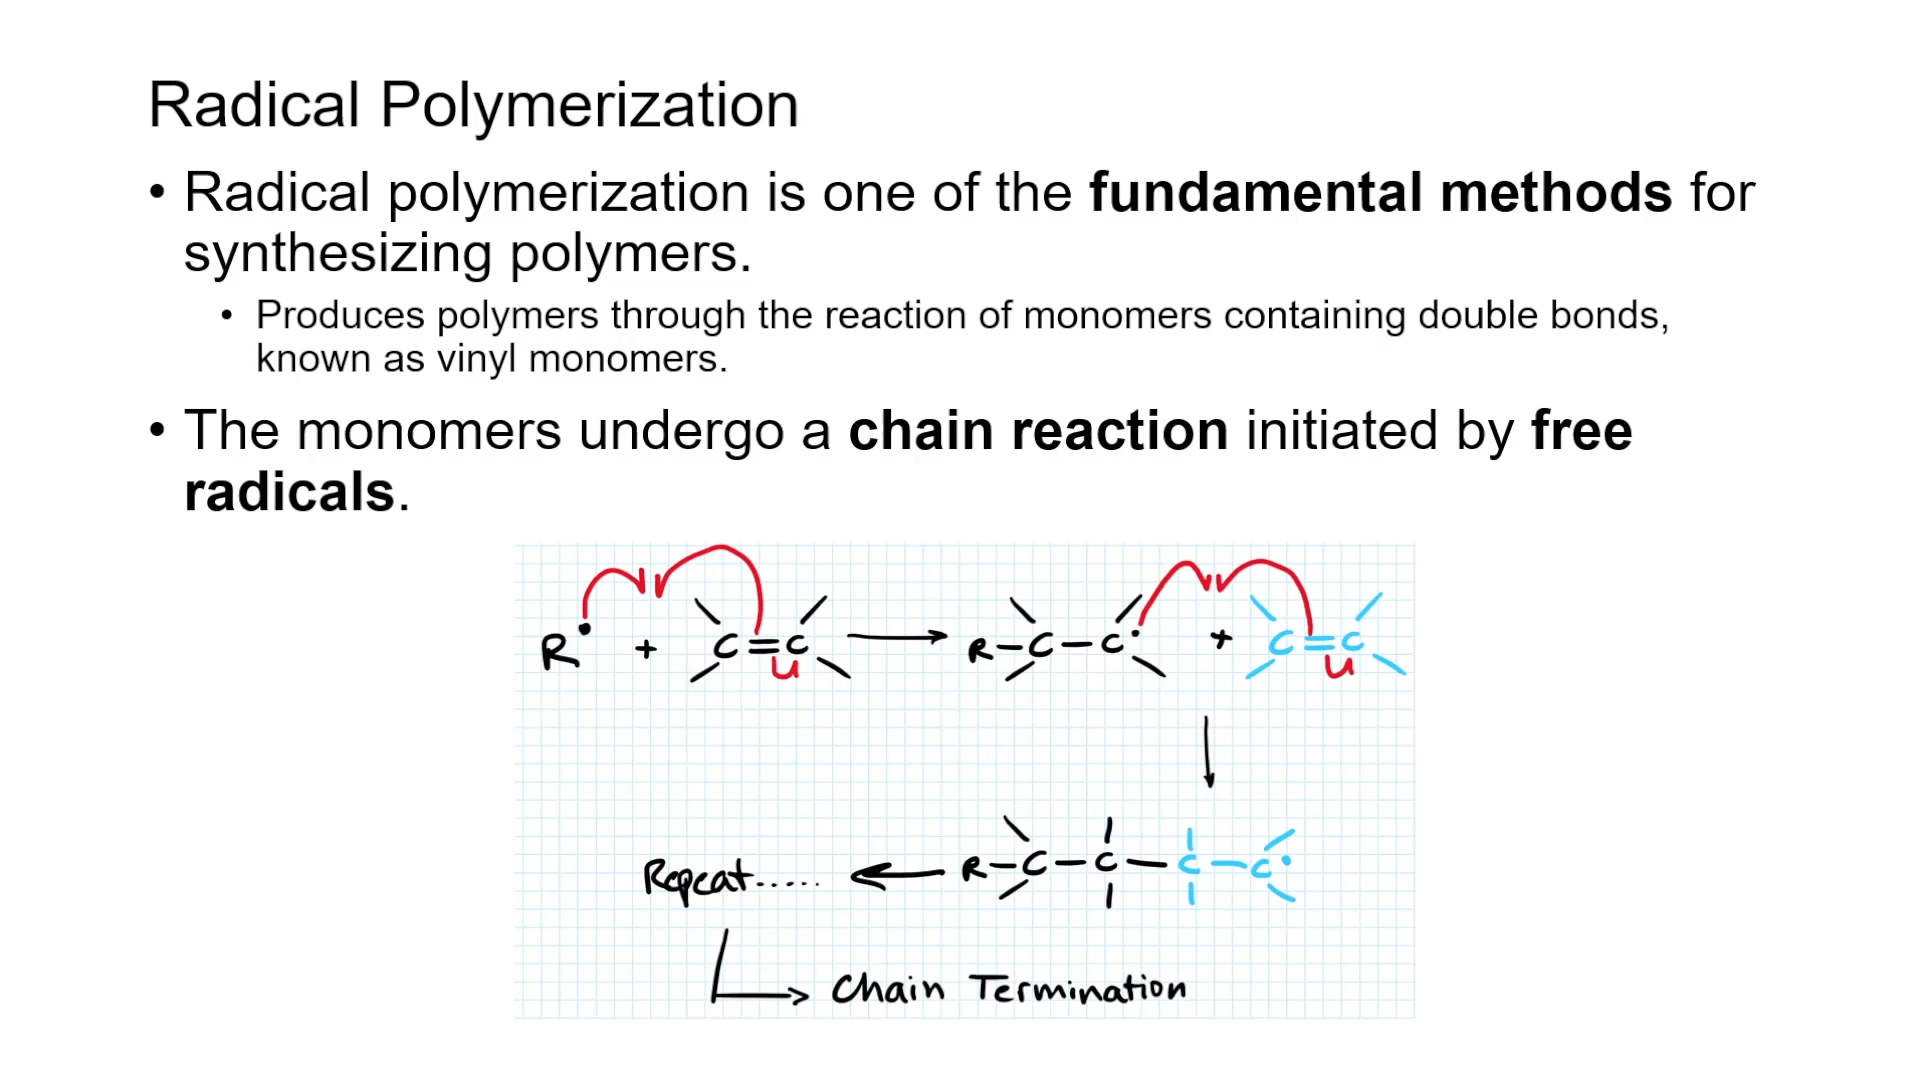 Radical Polymerization
• Radical polymerization is one of the fundamental methods for
synthesizing polymers.
• Produces polymers through the reaction of monomers containing double bonds,
known as vinyl monomers.
• The monomers undergo a chain reaction initiated by free
radicals.
R• + C=C → R-C-C• + C=C
Repeat..... ← R-C-C-C-C•
Chain Termination